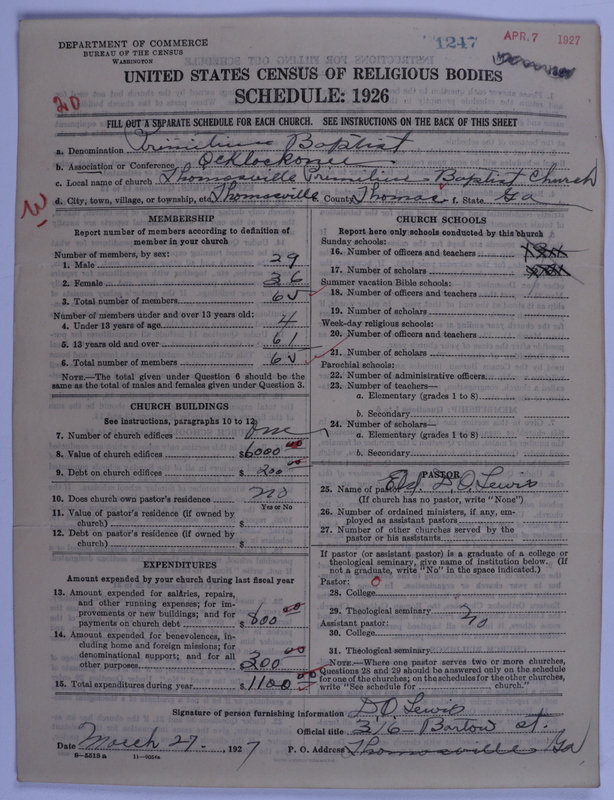 1247
APR. 7 1927
DEPARTMENT OF COMMERCE
BUREAU OF THE CENSUS
WASHINGTON
UNITED STATES CENSUS OF RELIGIOUS BODIES
SCHEDULE: 1926
20
FILL OUT A SEPARATE SCHEDULE FOR EACH CHURCH. SEE INSTRUCTIONS ON THE BACK OF THIS SHEET
a. Denomination Primitive Baptist
b. Association or Conference Ochlockonee
c. Local name of church Thomasville Primitive Baptist Church
d. City, town, village, or township, etc. Thomasville County Thomas f. State Ga
W
MEMBERSHIP
Report number of members according to definition of member in your church
Number of members, by sex:
1. Male 29
2. Female 36
3. Total number of members 65
Number of members under and over 13 years old:
4. Under 13 years of age 4
5. 13 years old and over 61
6. Total number of members 65
NOTE.—The total given under Question 6 should be
same as the total of males and females given under Question 3.
CHURCH BUILDINGS
See instructions, paragraphs 10 to 12
7. Number of church edifices one
8. Value of church edifices $6000 00
9. Debt on church edifices $ 200 00
10. Does church own pastor's residence no
Yes or No
11. Value of pastor's residence (if owned by
church) $
12. Debt on pastor's residence (if owned by
church) $
EXPENDITURES
Amount expended by your church during last fiscal year
13. Amount expended for salaries, repairs,
and other running expenses; for im-
provements or new buildings; and for
payments on church debt $ 800 00
14. Amount expended for benevolences, in-
cluding home and foreign missions; for
denominational support; and for all
other purposes 300 00
15. Total expenditures during year $ 1100 00
CHURCH SCHOOLS
Report here only schools conducted by this church
Sunday schools:
16. Number of officers and teachers
17. Number of scholars
Summer vacation Bible schools:
18. Number of officers and teachers
19. Number of scholars
Week-day religious schools:
20. Number of officers and teachers
21. Number of scholars
Parochial schools:
22. Number of administrative officers
23. Number of teachers—
a. Elementary (grades 1 to 8)
b. Secondary
24. Number of scholars—
a. Elementary (grades 1 to 8)
b. Secondary
PASTOR
25. Name of pastor Eld. D. O. Lewis
(If church has no pastor, write "None")
26. Number of ordained ministers, if any, em-
ployed as assistant pastors
27. Number of other churches served by the
pastor or his assistants
If pastor (or assistant pastor) is a graduate of a college or
theological seminary, give name of institution below. (If
not a graduate, write "No" in the space indicated.)
Pastor:
28. College
29. Theological seminary no
Assistant pastor:
30. College
31. Theological seminary
NOTE.—Where one pastor serves two or more churches,
Questions 28 and 29 should be answered only on the schedule
for one of the churches; on the schedules for the other churches,
write "See schedule for church."
Signature of person furnishing information D. O. Lewis
Official title 316 Bartow st.
Date March 27, 1927 P. O. Address Thomasville Ga
8-5318a 11-9084a